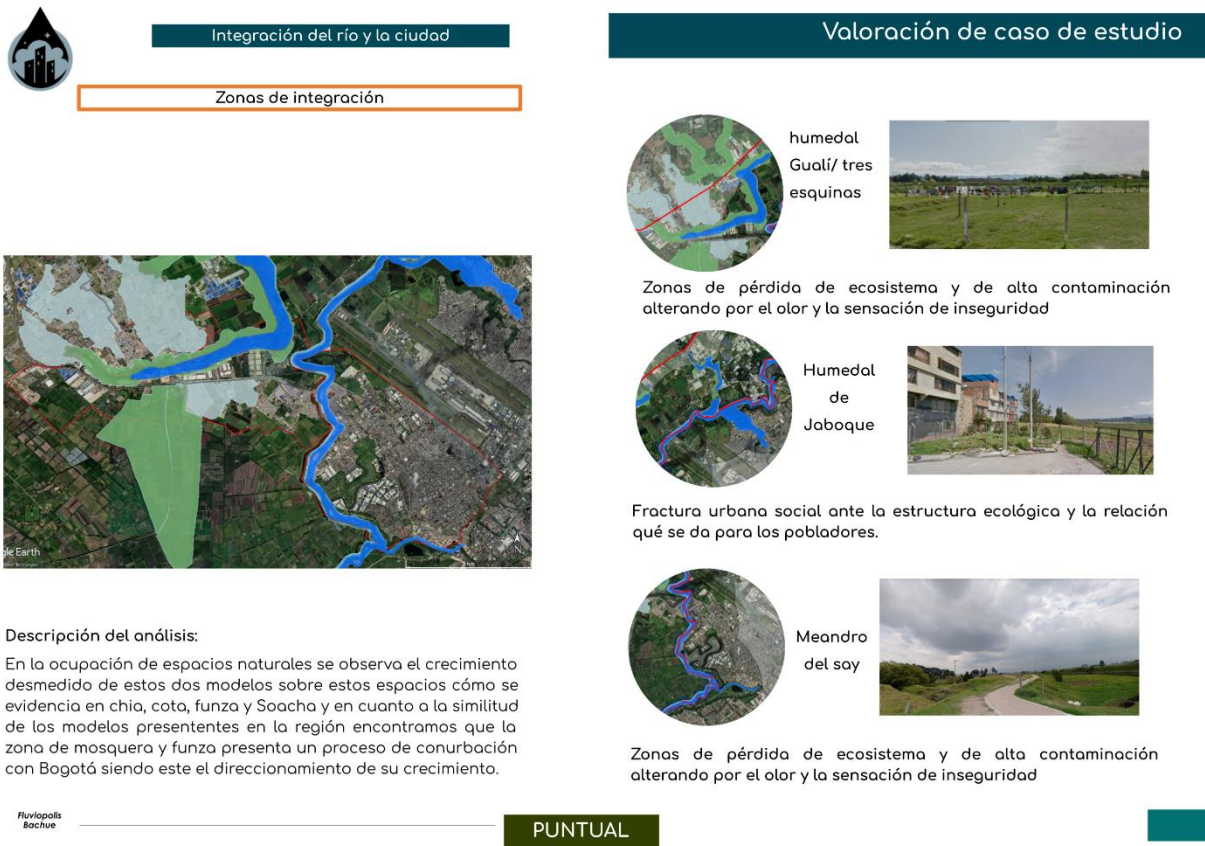 Integración del río y la ciudad
Zonas de integración
gle Earth
N
Descripción del análisis:
En la ocupación de espacios naturales se observa el crecimiento
desmedido de estos dos modelos sobre estos espacios cómo se
evidencia en chia, cota, funza y Soacha y en cuanto a la similitud
de los modelos presententes en la región encontramos que la
zona de mosquera y funza presenta un proceso de conurbación
con Bogotá siendo este el direccionamiento de su crecimiento.
Fluviopolis
Bachue
PUNTUAL
Valoración de caso de estudio
humedal
Gualí/ tres
esquinas
Zonas de pérdida de ecosistema y de alta contaminación
alterando por el olor y la sensación de inseguridad
Humedal
de
Jaboque
Fractura urbana social ante la estructura ecológica y la relación
qué se da para los pobladores.
Meandro
del say
Zonas de pérdida de ecosistema y de alta contaminación
alterando por el olor y la sensación de inseguridad